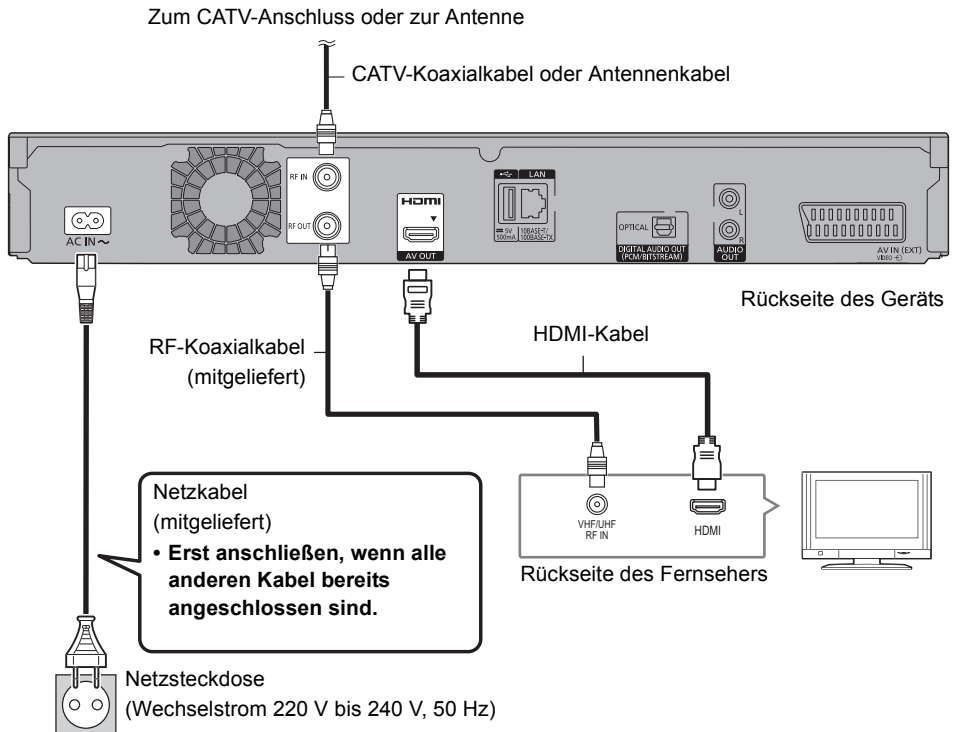 Zum CATV-Anschluss oder zur Antenne
CATV-Koaxialkabel oder Antennenkabel
RF IN
RF OUT
AC IN ~
HDMI
AV OUT
LAN
5V
500mA
10BASE-T/
100BASE-TX
OPTICAL
DIGITAL AUDIO OUT
(PCM/BITSTREAM)
L
R
AUDIO
OUT
AV IN (EXT)
VIDEO
Rückseite des Geräts
RF-Koaxialkabel
(mitgeliefert)
HDMI-Kabel
Netzkabel
(mitgeliefert)
• Erst anschließen, wenn alle
anderen Kabel bereits
angeschlossen sind.
VHF/UHF
RF IN
HDMI
Rückseite des Fernsehers
Netzsteckdose
(Wechselstrom 220 V bis 240 V, 50 Hz)